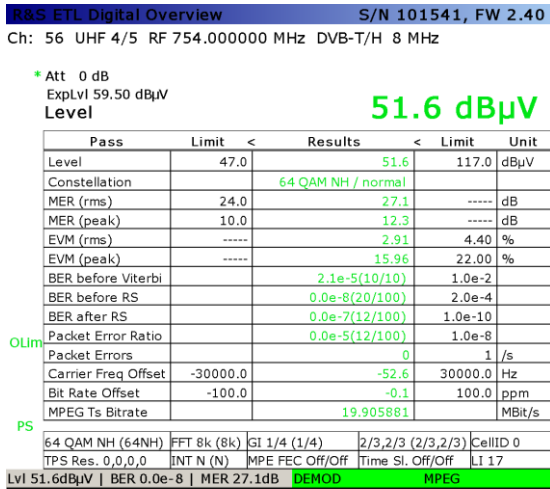 R&S ETL Digital Overview S/N 101541, FW 2.40
Ch: 56 UHF 4/5 RF 754.000000 MHz DVB-T/H 8 MHz
* Att 0 dB
ExpLvl 59.50 dBµV
Level 51.6 dBµV
Pass Limit < Results < Limit Unit
Level 47.0 51.6 117.0 dBµV
Constellation 64 QAM NH / normal
MER (rms) 24.0 27.1 ----- dB
MER (peak) 10.0 12.3 ----- dB
EVM (rms) ----- 2.91 4.40 %
EVM (peak) ----- 15.96 22.00 %
BER before Viterbi 2.1e-5(10/10) 1.0e-2
BER before RS 0.0e-8(20/100) 2.0e-4
BER after RS 0.0e-7(12/100) 1.0e-10
OLim Packet Error Ratio 0.0e-5(12/100) 1.0e-8
Packet Errors 0 1 /s
Carrier Freq Offset -30000.0 -52.6 30000.0 Hz
Bit Rate Offset -100.0 -0.1 100.0 ppm
MPEG Ts Bitrate 19.905881 MBit/s
PS
64 QAM NH (64NH) FFT 8k (8k) GI 1/4 (1/4) 2/3,2/3 (2/3,2/3) CellID 0
TPS Res. 0,0,0,0 INT N (N) MPE FEC Off/Off Time Sl. Off/Off LI 17
Lvl 51.6dBµV | BER 0.0e-8 | MER 27.1dB DEMOD MPEG